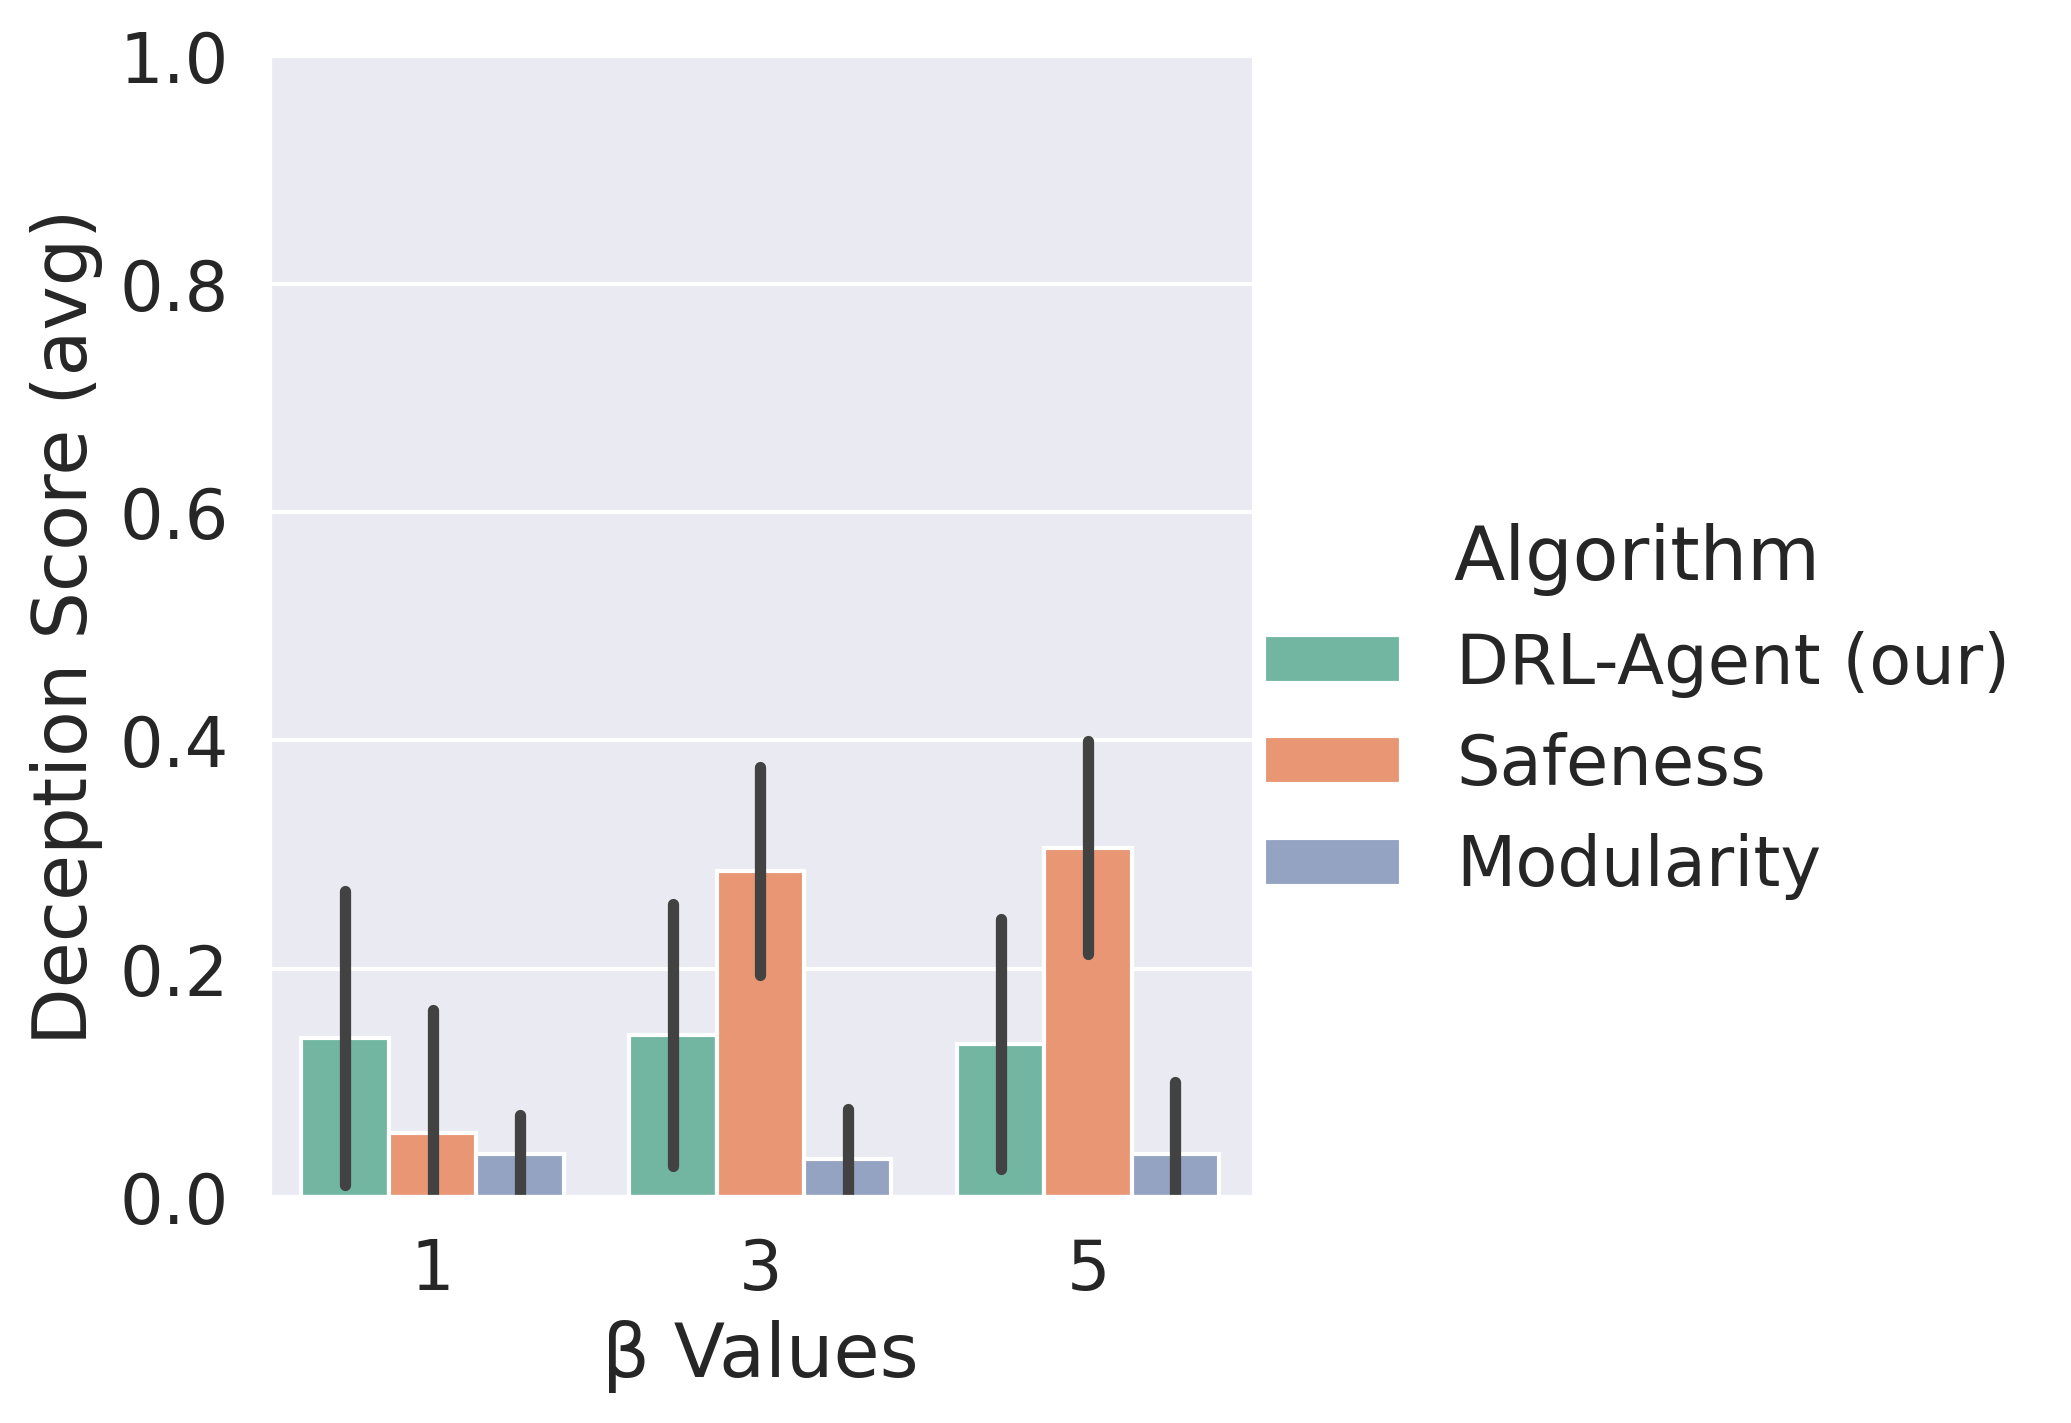 1.0
0.8
0.6
0.4
0.2
0.0
Deception Score (avg)
1 3 5
β Values
Algorithm
DRL-Agent (our)
Safeness
Modularity